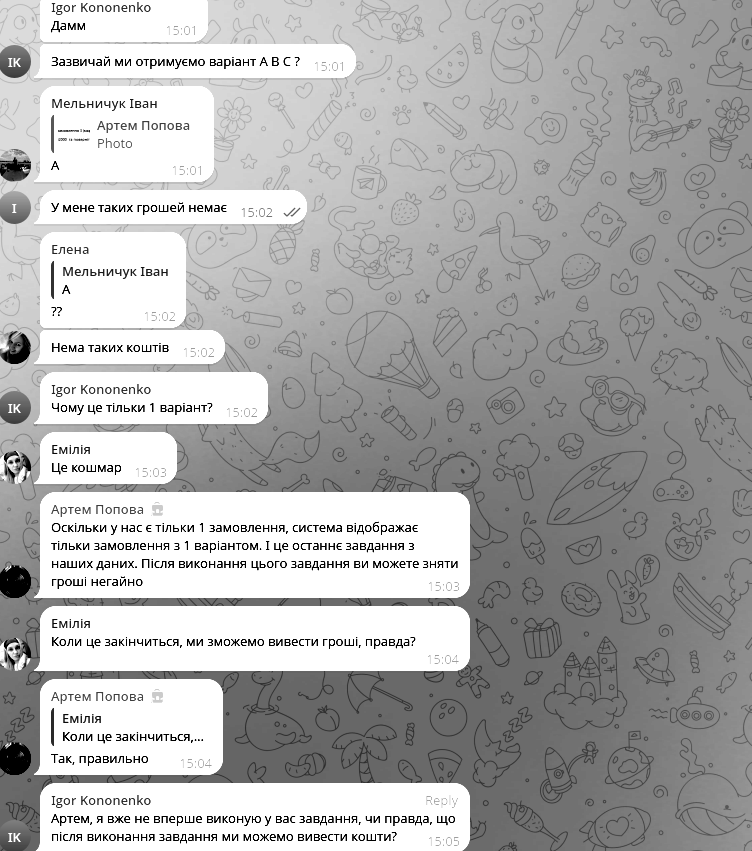 Igor Kononenko
Дамм
15:01
IK
Зазвичай ми отримуємо варіант А В С ?
15:01
Мельничук Іван
Артем Попова
Photo
А
15:01
I
У мене таких грошей немає
15:02
Елена
Мельничук Іван
А
??
15:02
Нема таких коштів
15:02
Igor Kononenko
IK
Чому це тільки 1 варіант?
15:02
Емілія
Це кошмар
15:03
Артем Попова
Оскільки у нас є тільки 1 замовлення, система відображає
тільки замовлення з 1 варіантом. І це останнє завдання з
наших даних. Після виконання цього завдання ви можете зняти
гроші негайно
15:03
Емілія
Коли це закінчиться, ми зможемо вивести гроші, правда?
15:04
Артем Попова
Емілія
Коли це закінчиться,...
Так, правильно
15:04
Igor Kononenko
Reply
Артем, я вже не вперше виконую у вас завдання, чи правда, що
після виконання завдання ми можемо вивести кошти?
IK
15:05